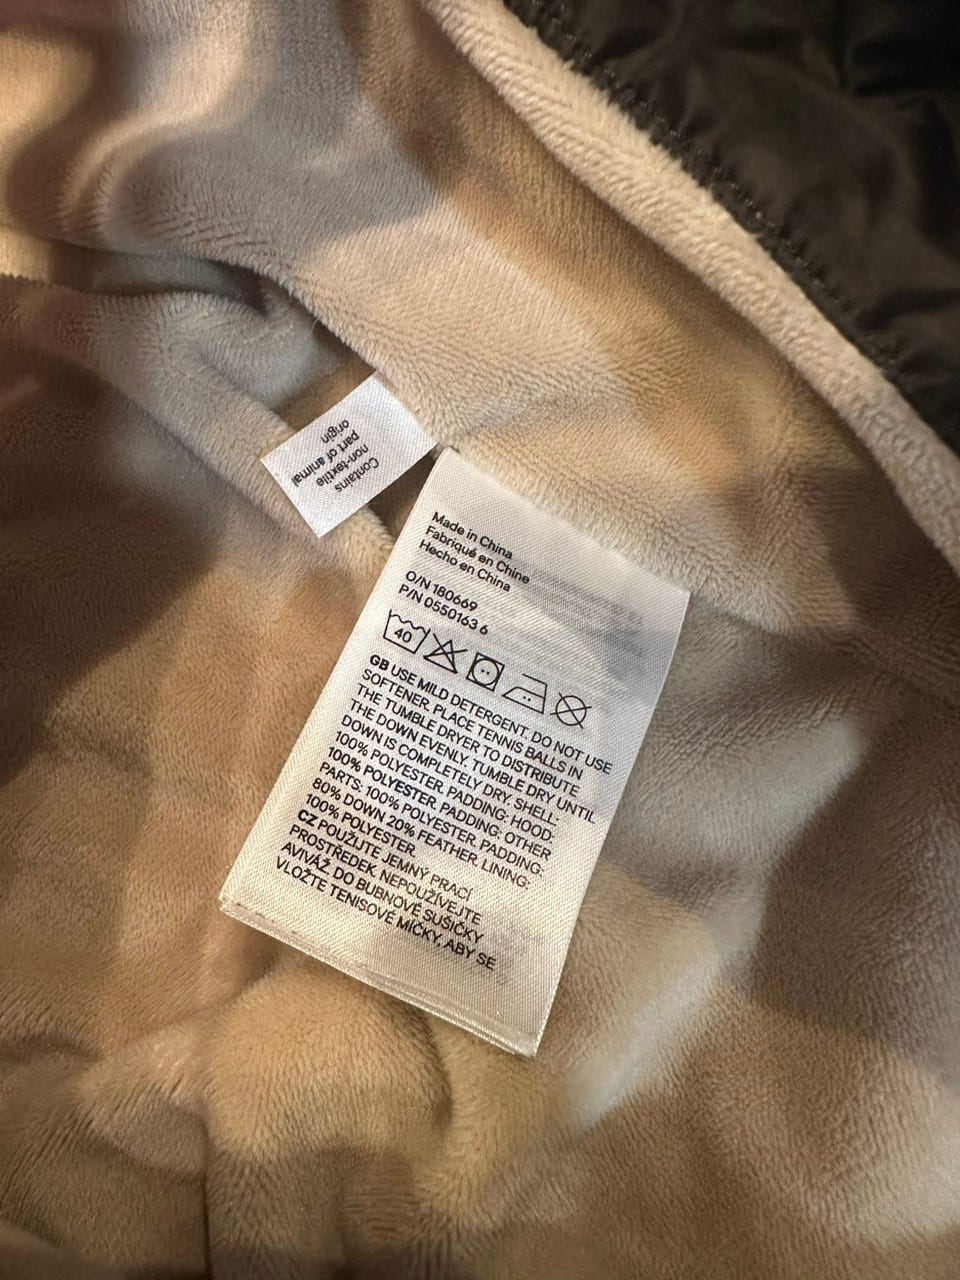 Contains
non-textile
part of animal
origin
Made in China
Fabriqué en Chine
Hecho en China
O/N 180669
P/N 0550163 6
40
GB USE MILD DETERGENT. DO NOT USE
SOFTENER. PLACE TENNIS BALLS IN
THE TUMBLE DRYER TO DISTRIBUTE
THE DOWN EVENLY. TUMBLE DRY UNTIL
DOWN IS COMPLETELY DRY. SHELL:
100% POLYESTER. PADDING: HOOD:
100% POLYESTER. PADDING: OTHER
PARTS: 100% POLYESTER. PADDING:
80% DOWN 20% FEATHER. LINING:
100% POLYESTER.
CZ POUŽIJTE JEMNÝ PRACÍ
PROSTŘEDEK. NEPOUŽÍVEJTE
AVIVÁŽ. DO BUBNOVÉ SUŠIČKY
VLOŽTE TENISOVÉ MÍČKY, ABY SE